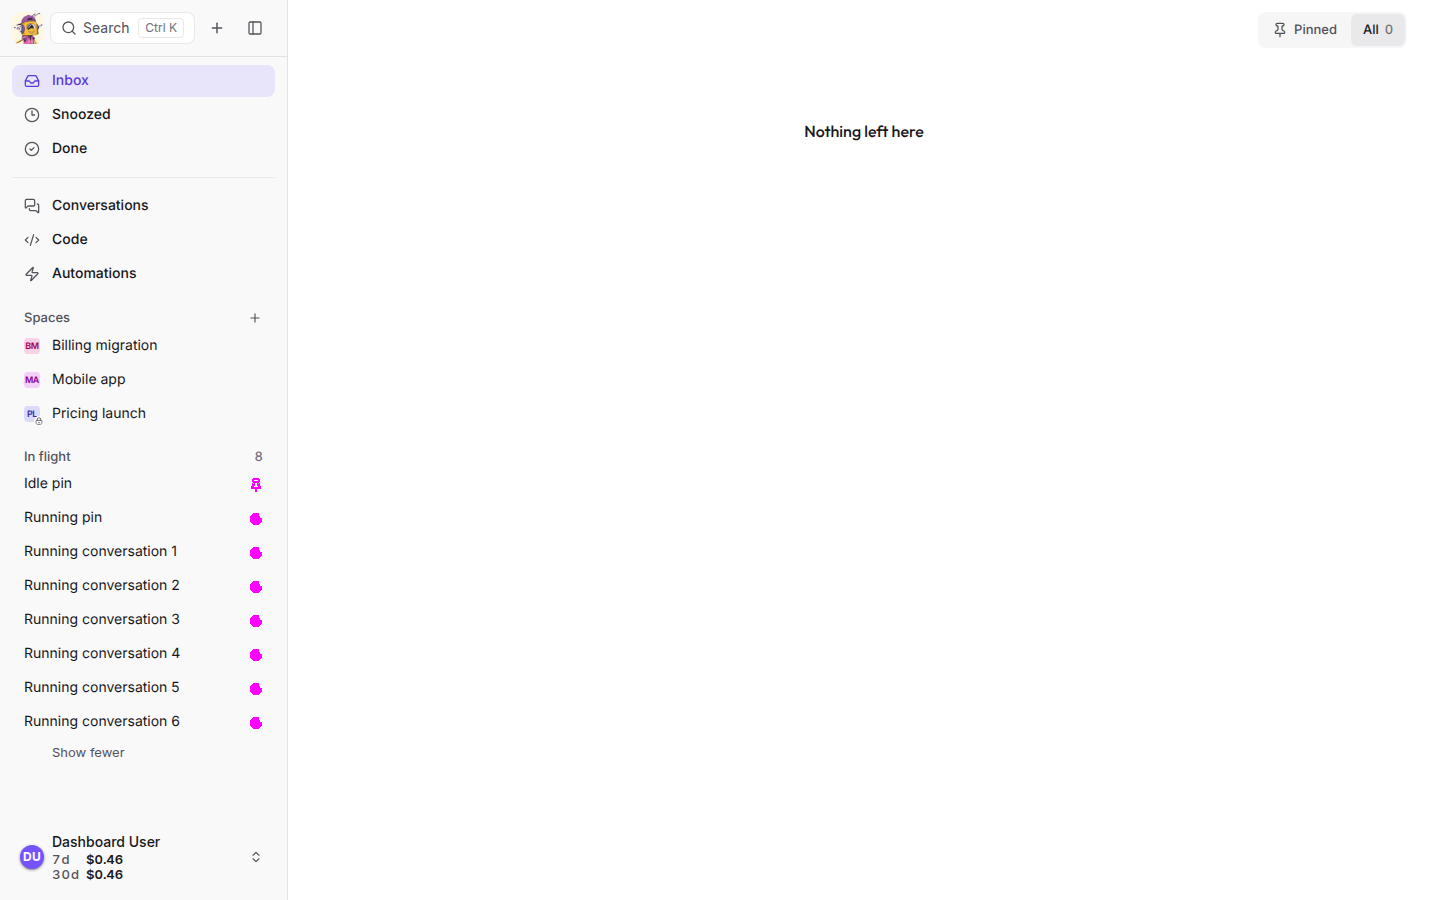 Search Ctrl K
Pinned
All 0
Inbox
Snoozed
Done
Nothing left here
Conversations
Code
Automations
Spaces
BM Billing migration
MA Mobile app
PL Pricing launch
In flight 8
Idle pin
Running pin
Running conversation 1
Running conversation 2
Running conversation 3
Running conversation 4
Running conversation 5
Running conversation 6
Show fewer
DU Dashboard User
7d $0.46
30d $0.46